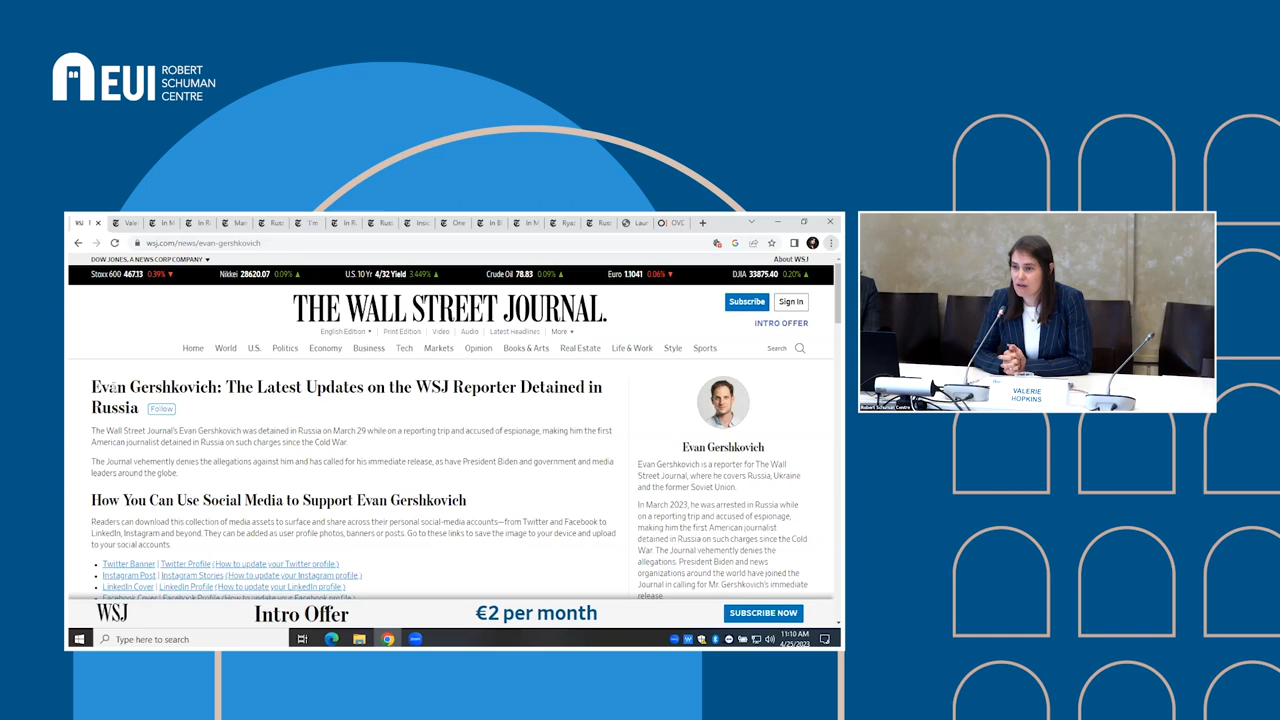 EUI
ROBERT
SCHUMAN
CENTRE
wsj.com/news/evan-gershkovich
DOW JONES, A NEWS CORP COMPANY
About WSJ
Stoxx 600 467.13 0.39% Nikkei 28620.07 0.09% U.S. 10 Yr 4/32 Yield 3.449% Crude Oil 78.83 0.09% Euro 1.1041 0.06% DJIA 33875.40 0.20%
THE WALL STREET JOURNAL.
Subscribe Sign In
INTRO OFFER
English Edition Print Edition Video Audio Latest Headlines More
Home World U.S. Politics Economy Business Tech Markets Opinion Books & Arts Real Estate Life & Work Style Sports Search
Evan Gershkovich: The Latest Updates on the WSJ Reporter Detained in
Russia Follow
The Wall Street Journal's Evan Gershkovich was detained in Russia on March 29 while on a reporting trip and accused of espionage, making him the first
American journalist detained in Russia on such charges since the Cold War.
The Journal vehemently denies the allegations against him and has called for his immediate release, as have President Biden and government and media
leaders around the globe.
How You Can Use Social Media to Support Evan Gershkovich
Readers can download this collection of media assets to surface and share across their personal social-media accounts—from Twitter and Facebook to
LinkedIn, Instagram and beyond. They can be added as user profile photos, banners or posts. Go to these links to save the image to your device and upload
to your social accounts.
Twitter Banner | Twitter Profile (How to update your Twitter profile.)
Instagram Post | Instagram Stories (How to update your Instagram profile.)
LinkedIn Cover | LinkedIn Profile (How to update your LinkedIn profile.)
Facebook Cover | Facebook Profile (How to update your Facebook profile.)
Evan Gershkovich
Evan Gershkovich is a reporter for The Wall
Street Journal, where he covers Russia, Ukraine
and the former Soviet Union.
In March 2023, he was arrested in Russia while
on a reporting trip and accused of espionage,
making him the first American journalist
detained in Russia on such charges since the Cold
War. The Journal vehemently denies the
allegations. President Biden and news
organizations around the world have joined the
Journal in calling for Mr. Gershkovich's immediate
release.
WSJ Intro Offer €2 per month SUBSCRIBE NOW
Type here to search
11:10 AM
4/25/2023
VALERIE
HOPKINS
Robert Schuman Centre